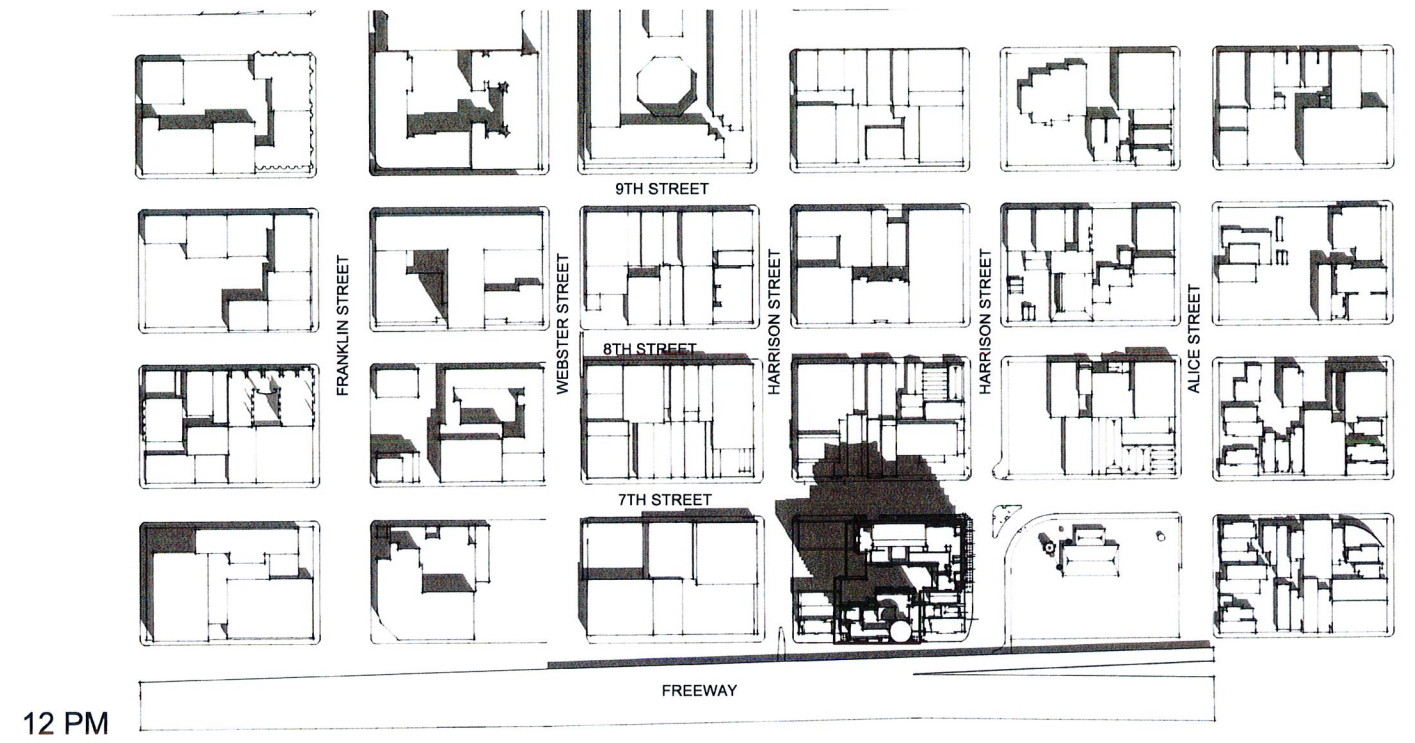 9TH STREET
FRANKLIN STREET
WEBSTER STREET
HARRISON STREET
HARRISON STREET
ALICE STREET
8TH STREET
7TH STREET
FREEWAY
12 PM